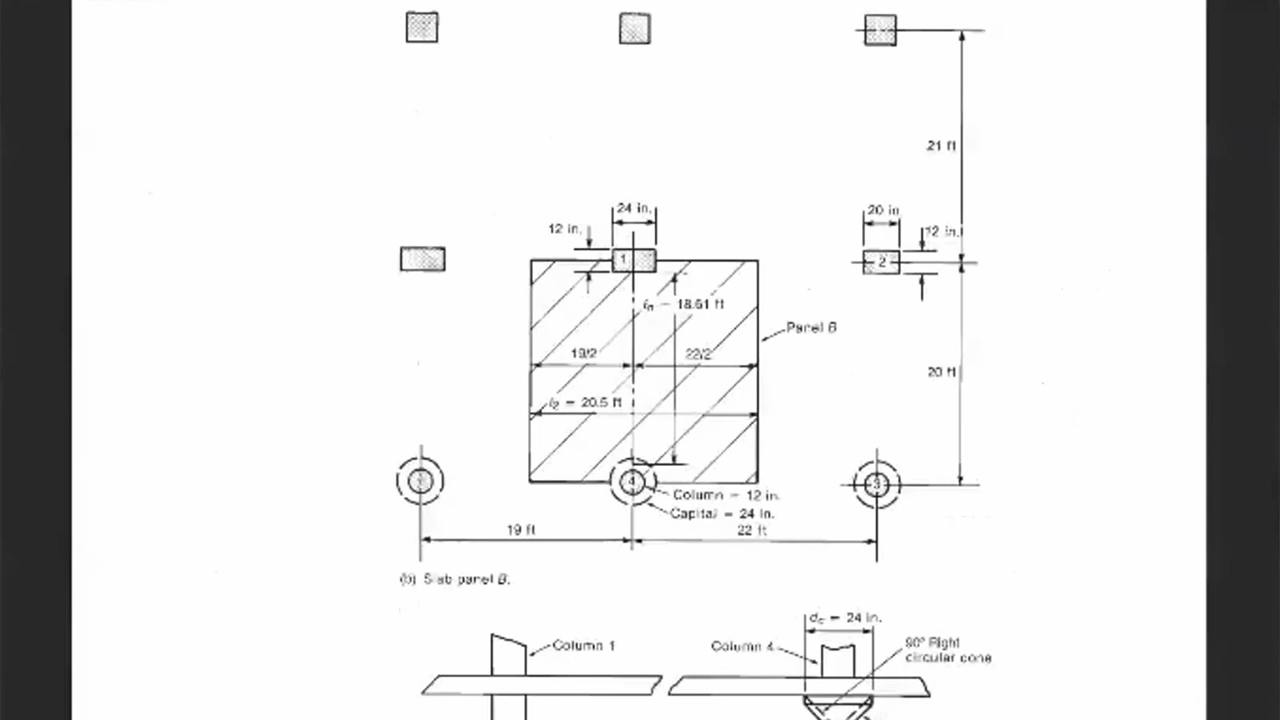 21 ft
24 in.
20 in
12 in.
12 in.
1
2
ℓn = 18.61 ft
Panel B
19/2
22/2
20 ft
ℓ2 = 20.5 ft
4
3
Column = 12 in.
Capital = 24 in.
19 ft
22 ft
(b) Slab panel B.
dc = 24 in.
Column 1
Column 4
90° Right
circular cone